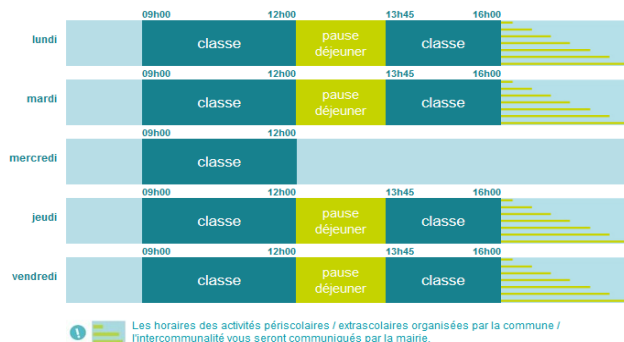 09h00 12h00 13h45 16h00
lundi classe pause déjeuner classe
09h00 12h00 13h45 16h00
mardi classe pause déjeuner classe
09h00 12h00
mercredi classe
09h00 12h00 13h45 16h00
jeudi classe pause déjeuner classe
09h00 12h00 13h45 16h00
vendredi classe pause déjeuner classe
! Les horaires des activités périscolaires / extrascolaires organisées par la commune /
l'intercommunalité vous seront communiqués par la mairie.